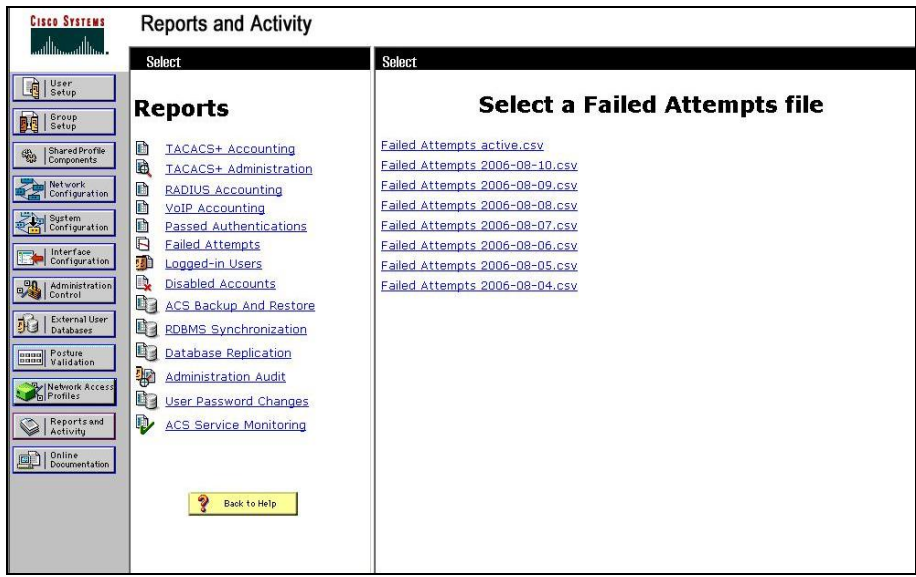 CISCO SYSTEMS
Reports and Activity
Select
Select
User
Setup
Group
Setup
Shared Profile
Components
Network
Configuration
System
Configuration
Interface
Configuration
Administration
Control
External User
Databases
Posture
Validation
Network Access
Profiles
Reports and
Activity
Online
Documentation
Reports
TACACS+ Accounting
TACACS+ Administration
RADIUS Accounting
VoIP Accounting
Passed Authentications
Failed Attempts
Logged-in Users
Disabled Accounts
ACS Backup And Restore
RDBMS Synchronization
Database Replication
Administration Audit
User Password Changes
ACS Service Monitoring
Back to Help
Select a Failed Attempts file
Failed Attempts active.csv
Failed Attempts 2006-08-10.csv
Failed Attempts 2006-08-09.csv
Failed Attempts 2006-08-08.csv
Failed Attempts 2006-08-07.csv
Failed Attempts 2006-08-06.csv
Failed Attempts 2006-08-05.csv
Failed Attempts 2006-08-04.csv